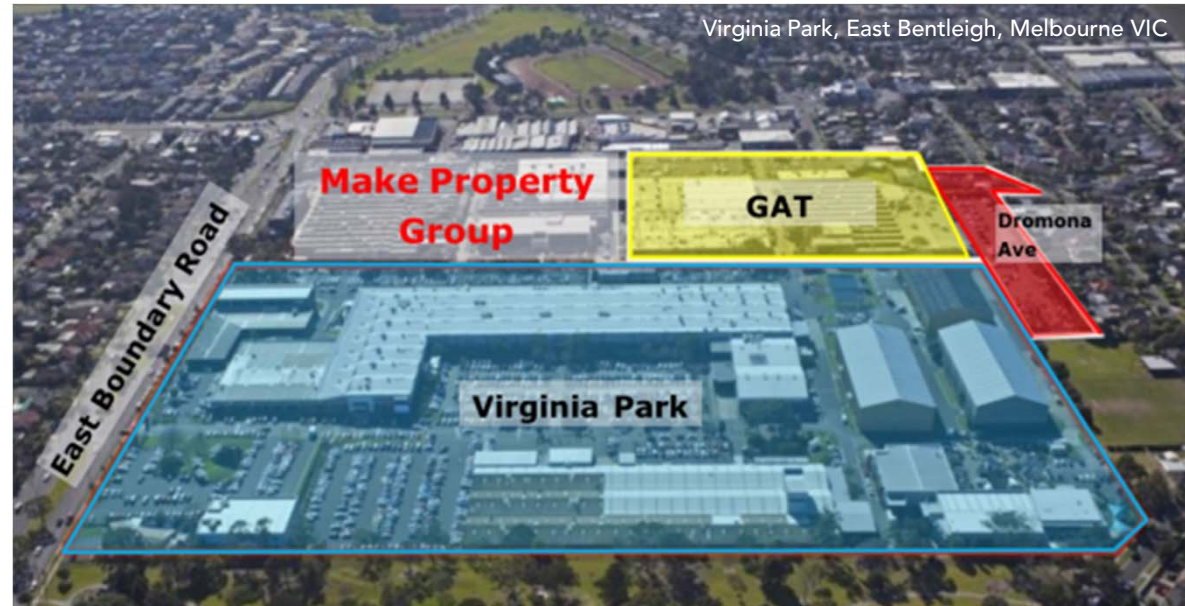 Virginia Park, East Bentleigh, Melbourne VIC
Make Property
Group
GAT
Dromona
Ave
East Boundary Road
Virginia Park